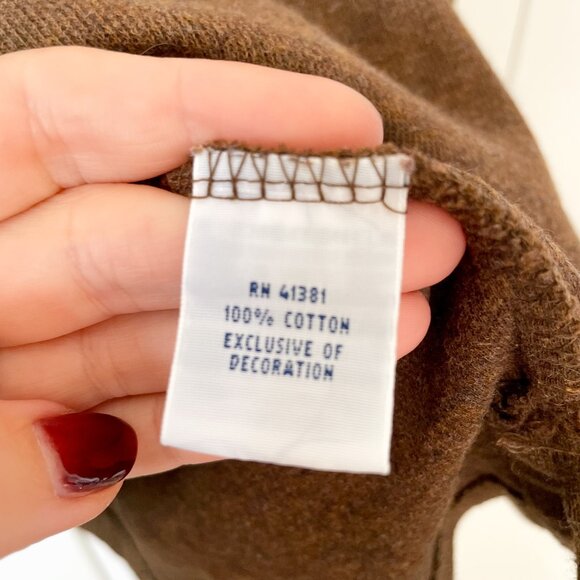 RN 41381
100% COTTON
EXCLUSIVE OF
DECORATION